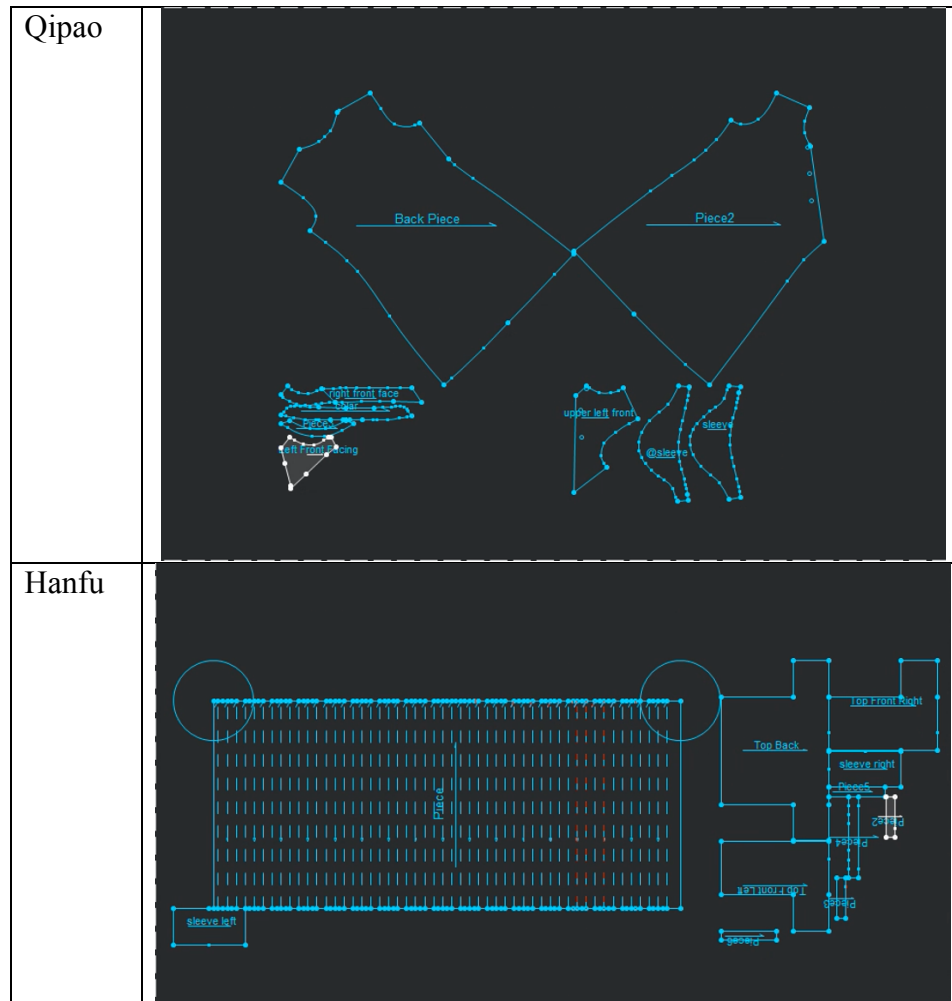 Qipao
Back Piece
Piece2
right front face
collar
Piece3
Left Front Facing
upper left front
@sleeve
sleeve
Hanfu
Top Front Right
Top Back
sleeve right
Piece5
Piece2
Piece4
Piece
Top Front Left
Piece3
sleeve left
Piece6